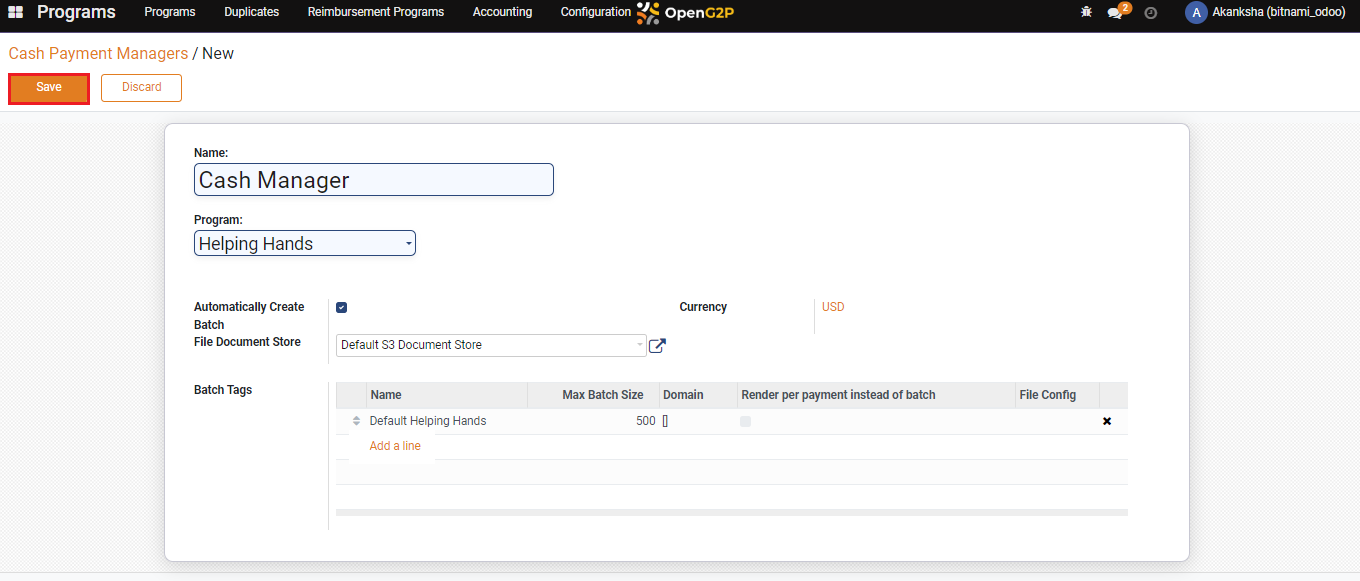 Programs Programs Duplicates Reimbursement Programs Accounting Configuration OpenG2P 2 A Akanksha (bitnami_odoo)
Cash Payment Managers / New
Save Discard
Name:
Cash Manager
Program:
Helping Hands
Automatically Create Batch
Currency USD
File Document Store Default S3 Document Store
Batch Tags
Name Max Batch Size Domain Render per payment instead of batch File Config
Default Helping Hands 500 []
Add a line